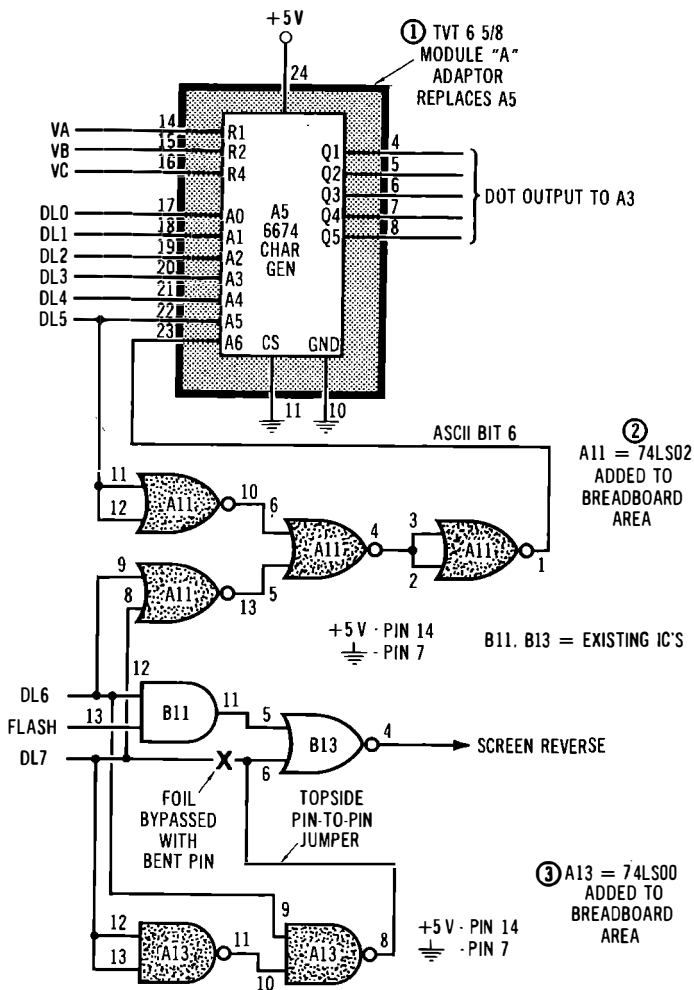 +5V
① TVT 6 5/8
MODULE "A"
ADAPTOR
REPLACES A5
24
VA 14 R1
VB 15 R2
VC 16 R4
DL0 17 A0
DL1 18 A1
DL2 19 A2
DL3 20 A3
DL4 21 A4
DL5 22 A5
23 A6
A5
6674
CHAR
GEN
Q1 4
Q2 5
Q3 6
Q4 7
Q5 8
DOT OUTPUT TO A3
CS GND
11 10
ASCII BIT 6
②
A11 = 74LS02
ADDED TO
BREADBOARD
AREA
11
12
A11
10
6
A11
4
3
2
A11
1
9
8
A11
13
5
+5V - PIN 14
- PIN 7
B11, B13 = EXISTING IC'S
DL6
12
FLASH
13
B11
11
5
B13
4
SCREEN REVERSE
DL7
X
6
FOIL
BYPASSED
WITH
BENT PIN
TOPSIDE
PIN-TO-PIN
JUMPER
③ A13 = 74LS00
ADDED TO
BREADBOARD
AREA
12
13
A13
11
9
10
A13
8
+5V - PIN 14
- PIN 7